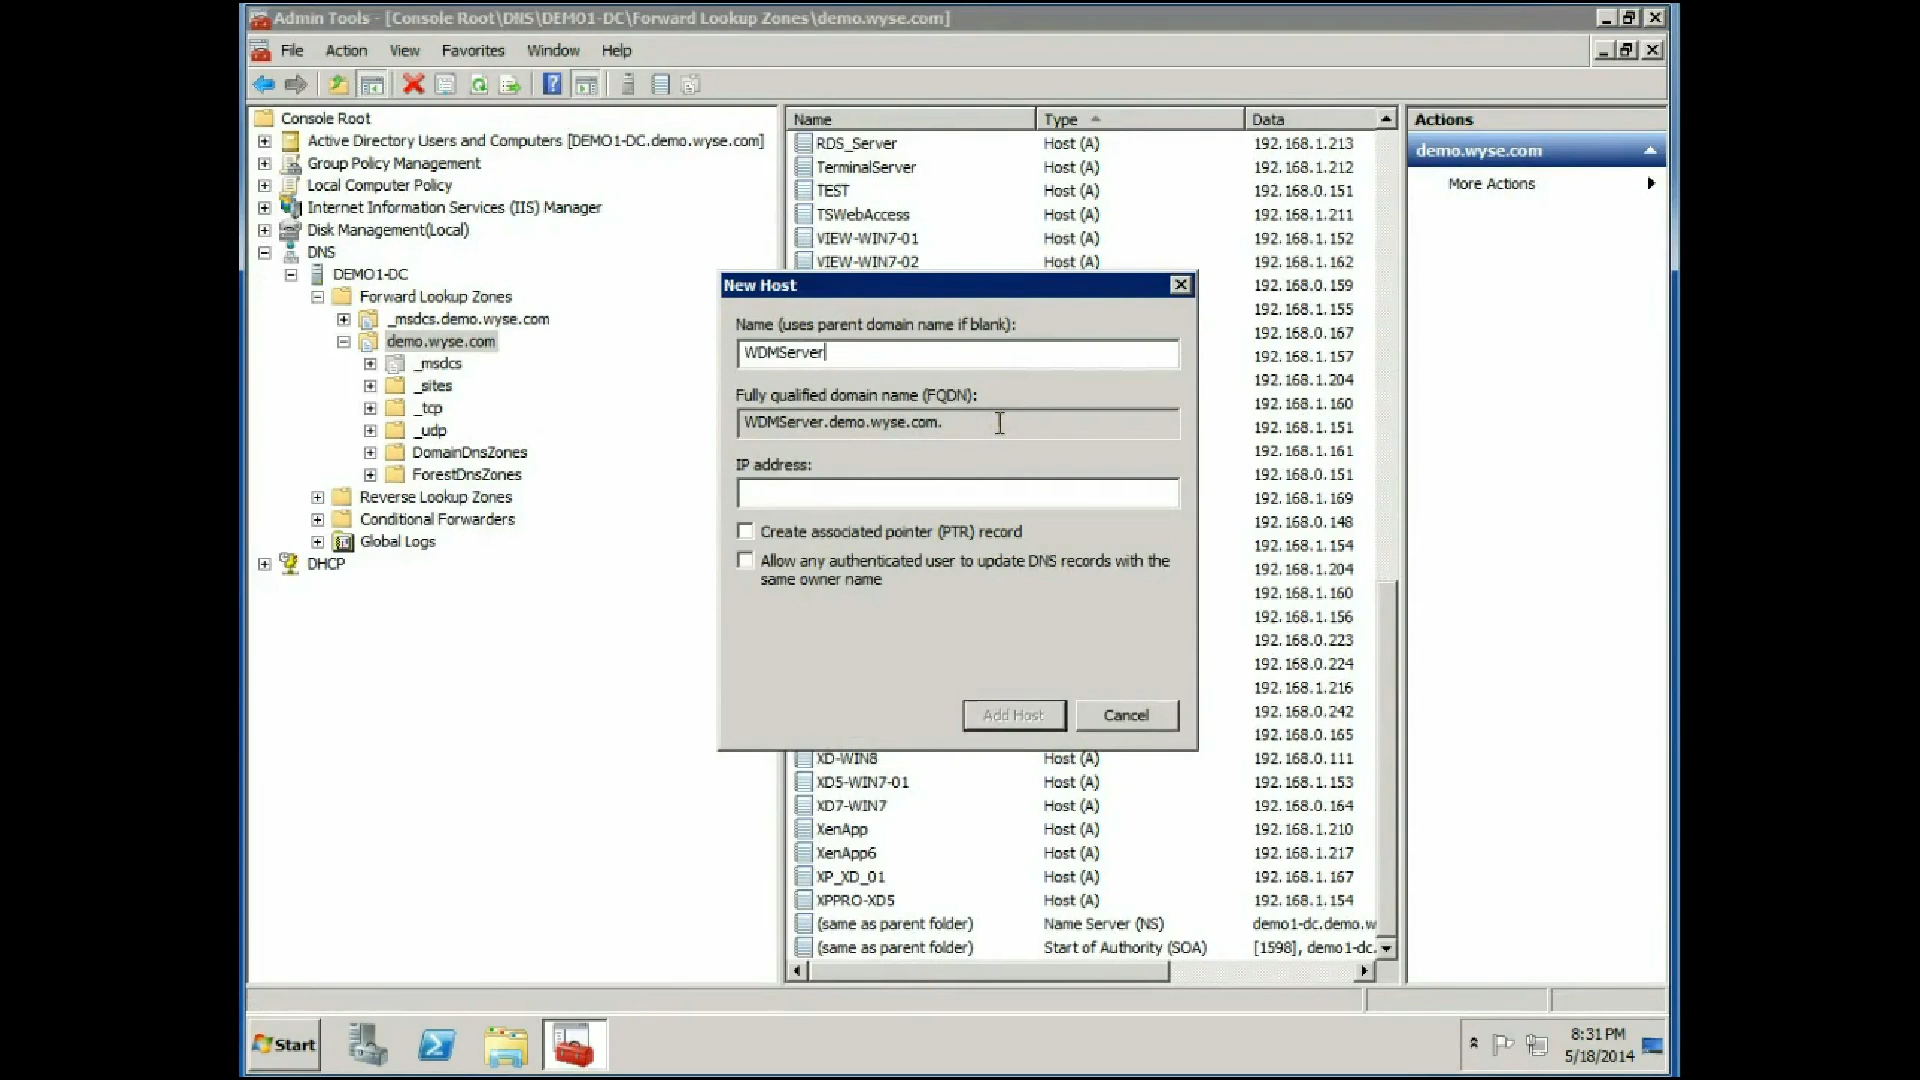 Admin Tools - [Console Root\DNS\DEMO1-DC\Forward Lookup Zones\demo.wyse.com]
File Action View Favorites Window Help
Console Root
Active Directory Users and Computers [DEMO1-DC.demo.wyse.com]
Group Policy Management
Local Computer Policy
Internet Information Services (IIS) Manager
Disk Management(Local)
DNS
DEMO1-DC
Forward Lookup Zones
_msdcs.demo.wyse.com
demo.wyse.com
_msdcs
_sites
_tcp
_udp
DomainDnsZones
ForestDnsZones
Reverse Lookup Zones
Conditional Forwarders
Global Logs
DHCP
Name Type Data
RDS_Server Host (A) 192.168.1.213
TerminalServer Host (A) 192.168.1.212
TEST Host (A) 192.168.0.151
TSWebAccess Host (A) 192.168.1.211
VIEW-WIN7-01 Host (A) 192.168.1.152
VIEW-WIN7-02 Host (A) 192.168.1.162
192.168.0.159
192.168.1.155
192.168.0.167
192.168.1.157
192.168.1.204
192.168.1.160
192.168.1.151
192.168.1.161
192.168.0.151
192.168.1.169
192.168.0.148
192.168.1.154
192.168.1.204
192.168.1.160
192.168.1.156
192.168.0.223
192.168.0.224
192.168.1.216
192.168.0.242
192.168.0.165
XD-WIN8 Host (A) 192.168.0.111
XD5-WIN7-01 Host (A) 192.168.1.153
XD7-WIN7 Host (A) 192.168.0.164
XenApp Host (A) 192.168.1.210
XenApp6 Host (A) 192.168.1.217
XP_XD_01 Host (A) 192.168.1.167
XPPRO-XD5 Host (A) 192.168.1.154
(same as parent folder) Name Server (NS) demo1-dc.demo.w
(same as parent folder) Start of Authority (SOA) [1598], demo1-dc.
New Host
Name (uses parent domain name if blank):
WDMServer
Fully qualified domain name (FQDN):
WDMServer.demo.wyse.com.
IP address:
Create associated pointer (PTR) record
Allow any authenticated user to update DNS records with the
same owner name
Add Host Cancel
Actions
demo.wyse.com
More Actions
Start
8:31 PM
5/18/2014